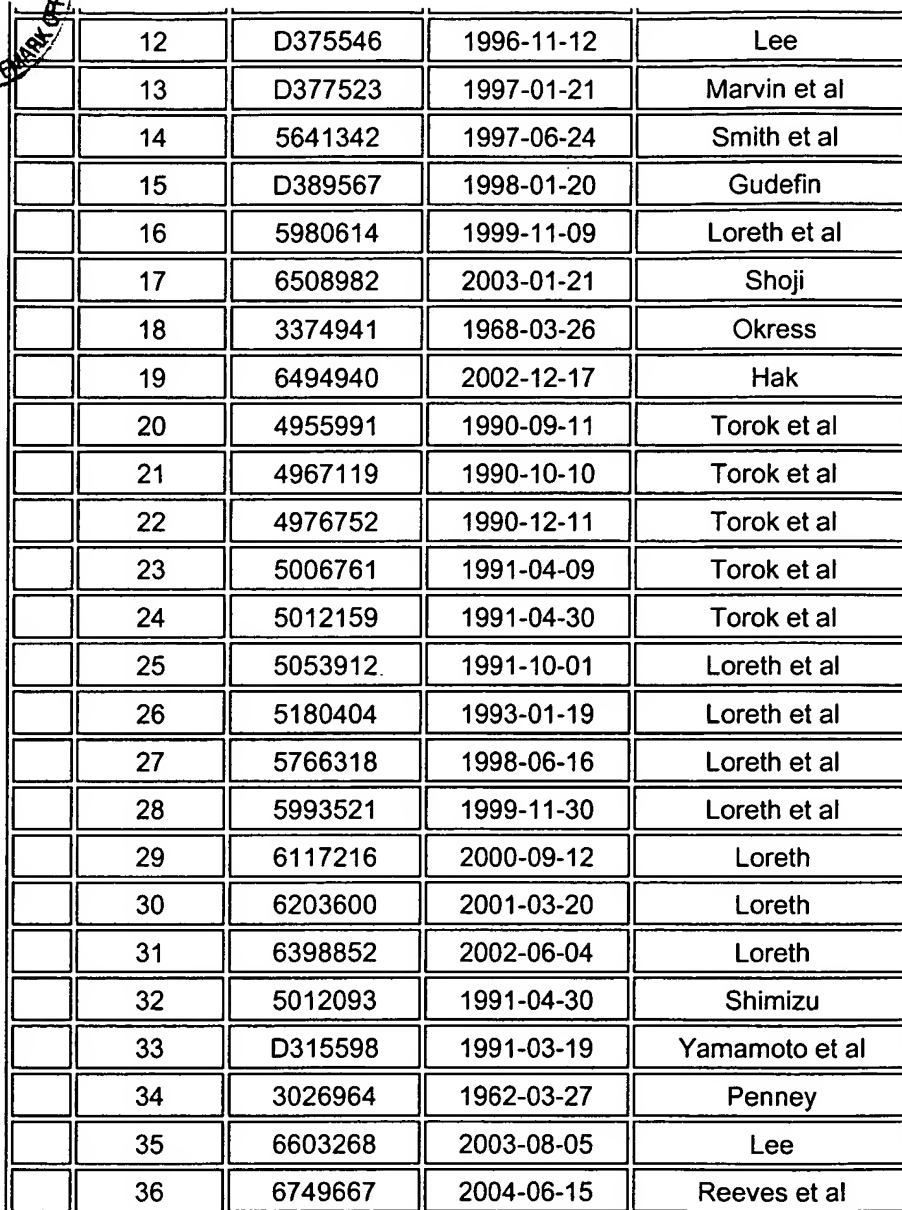 12 D375546 1996-11-12 Lee
13 D377523 1997-01-21 Marvin et al
14 5641342 1997-06-24 Smith et al
15 D389567 1998-01-20 Gudefin
16 5980614 1999-11-09 Loreth et al
17 6508982 2003-01-21 Shoji
18 3374941 1968-03-26 Okress
19 6494940 2002-12-17 Hak
20 4955991 1990-09-11 Torok et al
21 4967119 1990-10-10 Torok et al
22 4976752 1990-12-11 Torok et al
23 5006761 1991-04-09 Torok et al
24 5012159 1991-04-30 Torok et al
25 5053912 1991-10-01 Loreth et al
26 5180404 1993-01-19 Loreth et al
27 5766318 1998-06-16 Loreth et al
28 5993521 1999-11-30 Loreth et al
29 6117216 2000-09-12 Loreth
30 6203600 2001-03-20 Loreth
31 6398852 2002-06-04 Loreth
32 5012093 1991-04-30 Shimizu
33 D315598 1991-03-19 Yamamoto et al
34 3026964 1962-03-27 Penney
35 6603268 2003-08-05 Lee
36 6749667 2004-06-15 Reeves et al